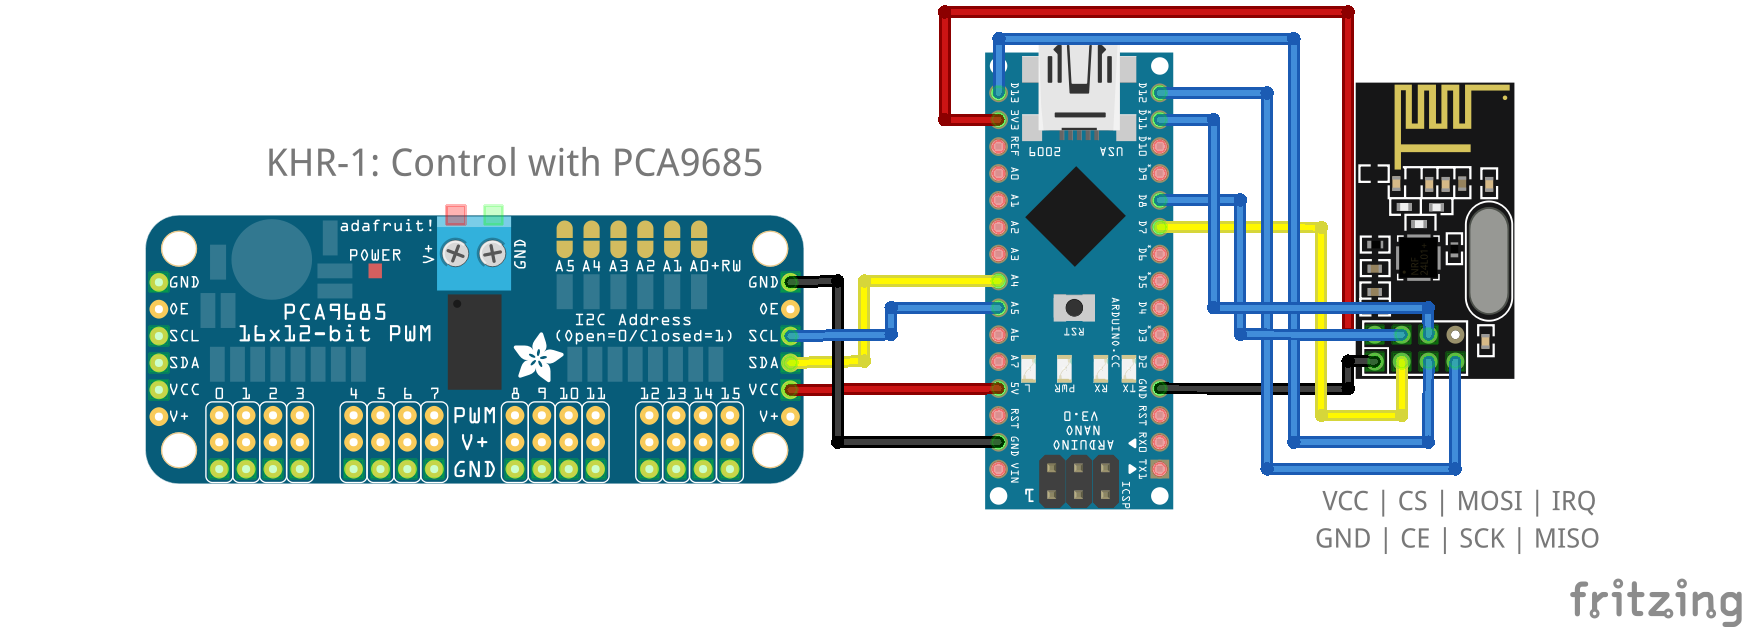 KHR-1: Control with PCA9685
adafruit!
POWER
V+
GND
A5 A4 A3 A2 A1 A0+RW
GND
OE
SCL
SDA
VCC
V+
PCA9685
16x12-bit PWM
I2C Address
(Open=0/Closed=1)
GND
OE
SCL
SDA
VCC
V+
0 1 2 3 4 5 6 7 8 9 10 11 12 13 14 15
PWM
V+
GND
D13
3V3
REF
A0
A1
A2
A3
A4
A5
A6
A7
5V
RST
GND
VIN
D12
D11
D10
D9
D8
D7
D6
D5
D4
D3
D2
GND
RST
RX0
TX1
USA
2009
RST
ARDUINO.CC
TX RX PWR L
ARDUINO
NANO
V3.0
1
ICSP
NRF
24L01+
VCC | CS | MOSI | IRQ
GND | CE | SCK | MISO
fritzing